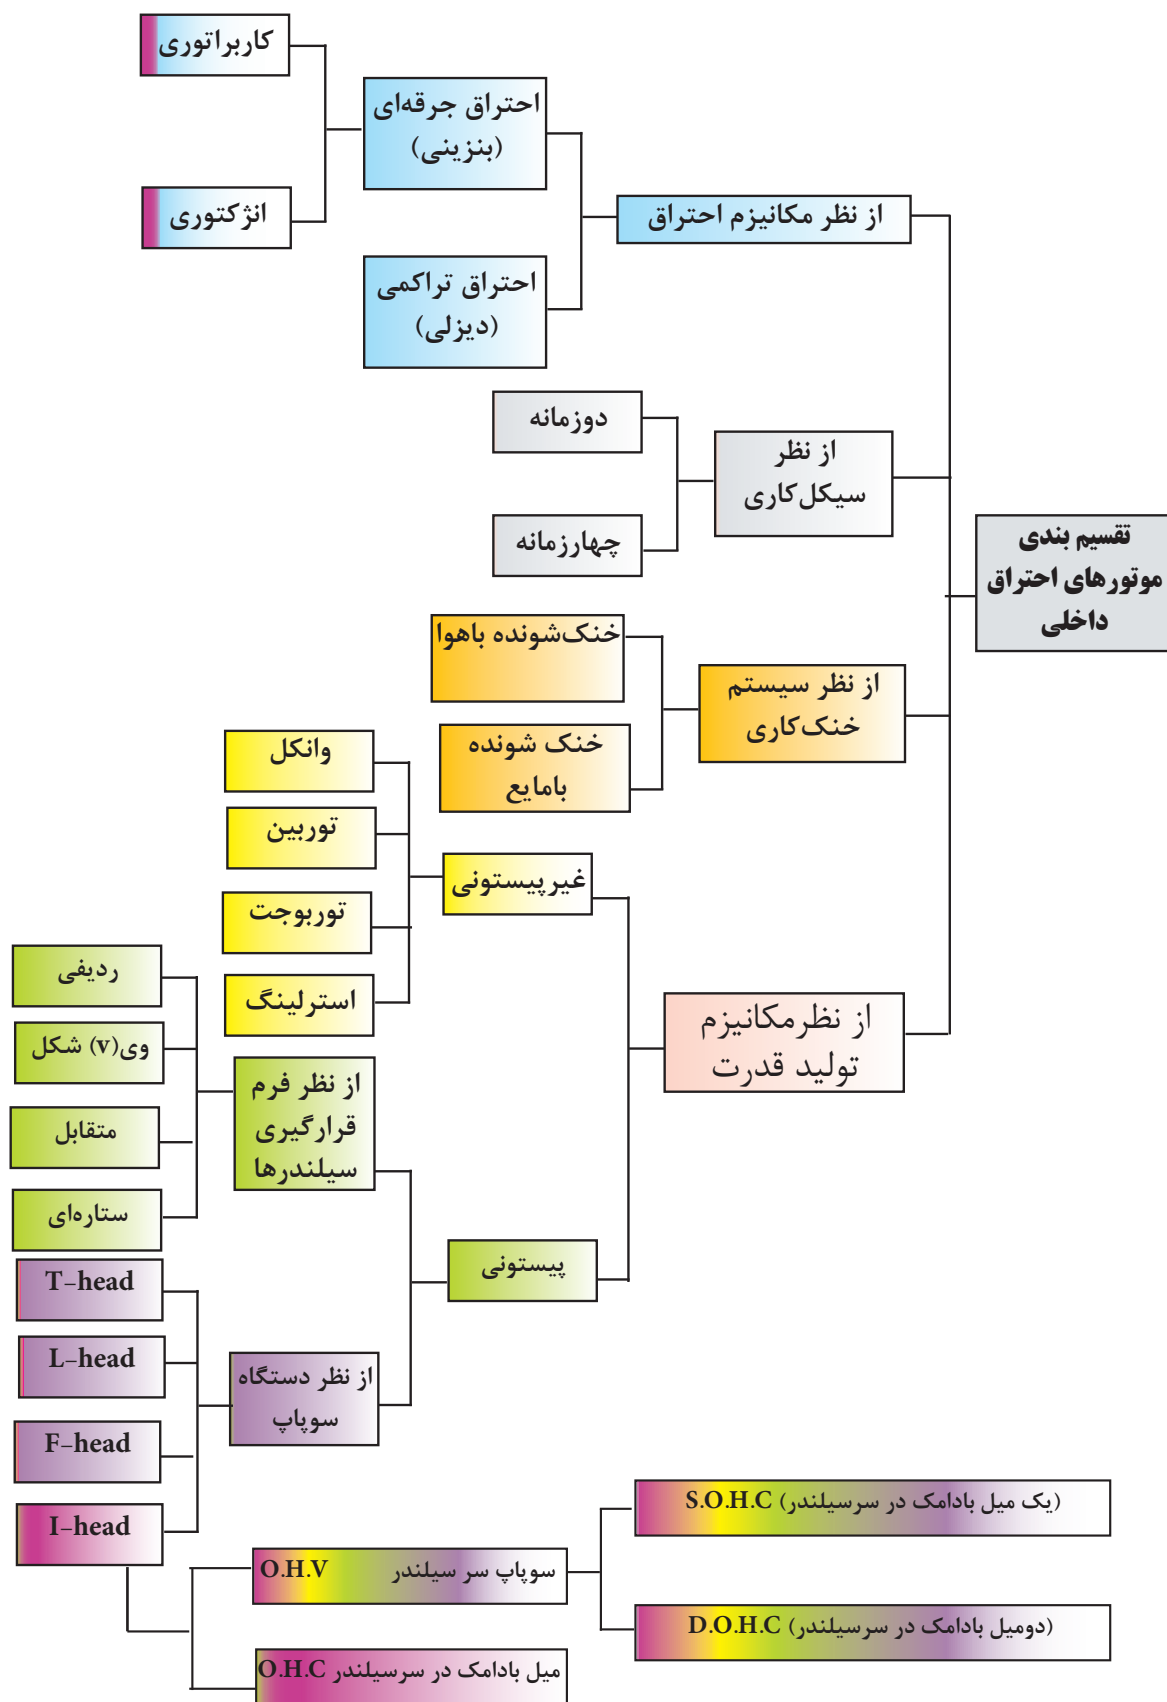 تقسیم بندی
موتورهای احتراق
داخلی
از نظر مکانیزم احتراق
احتراق جرقه‌ای
(بنزینی)
کاربراتوری
انژکتوری
احتراق تراکمی
(دیزلی)
از نظر
سیکل‌کاری
دوزمانه
چهارزمانه
از نظر سیستم
خنک‌کاری
خنک‌شونده باهوا
خنک شونده
بامایع
از نظرمکانیزم
تولید قدرت
غیرپیستونی
وانکل
توربین
توربوجت
استرلینگ
پیستونی
از نظر فرم
قرارگیری
سیلندرها
ردیفی
وی(v) شکل
متقابل
ستاره‌ای
از نظر دستگاه
سوپاپ
T-head
L-head
F-head
I-head
سوپاپ سر سیلندر O.H.V
S.O.H.C (یک میل بادامک در سرسیلندر)
D.O.H.C (دومیل بادامک در سرسیلندر)
میل بادامک در سرسیلندر O.H.C